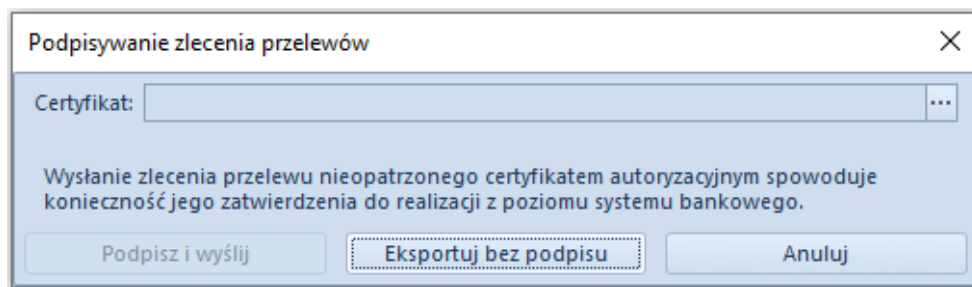 Podpisywanie zlecenia przelewów
Certyfikat:
Wysłanie zlecenia przelewu nieopatrzonego certyfikatem autoryzacyjnym spowoduje
konieczność jego zatwierdzenia do realizacji z poziomu systemu bankowego.
Podpisz i wyślij Eksportuj bez podpisu Anuluj